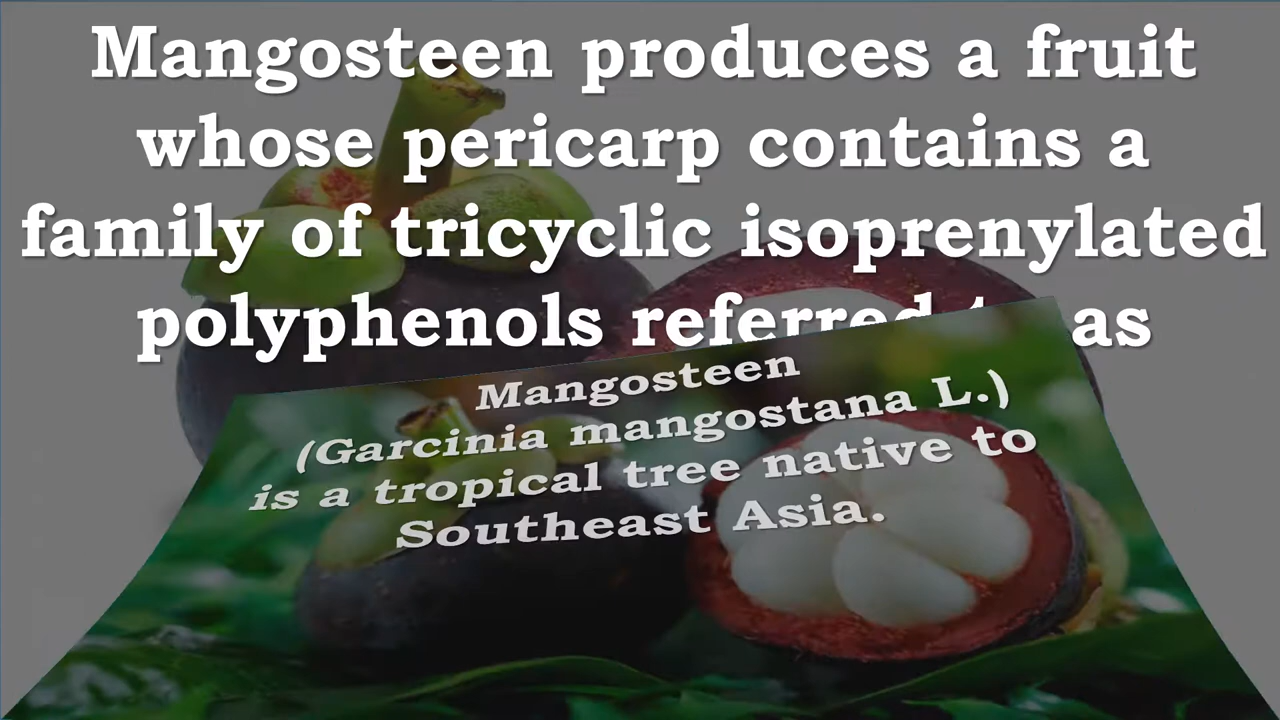 Mangosteen produces a fruit
whose pericarp contains a
family of tricyclic isoprenylated
polyphenols referred as
Mangosteen
(Garcinia mangostana L.)
is a tropical tree native to
Southeast Asia.